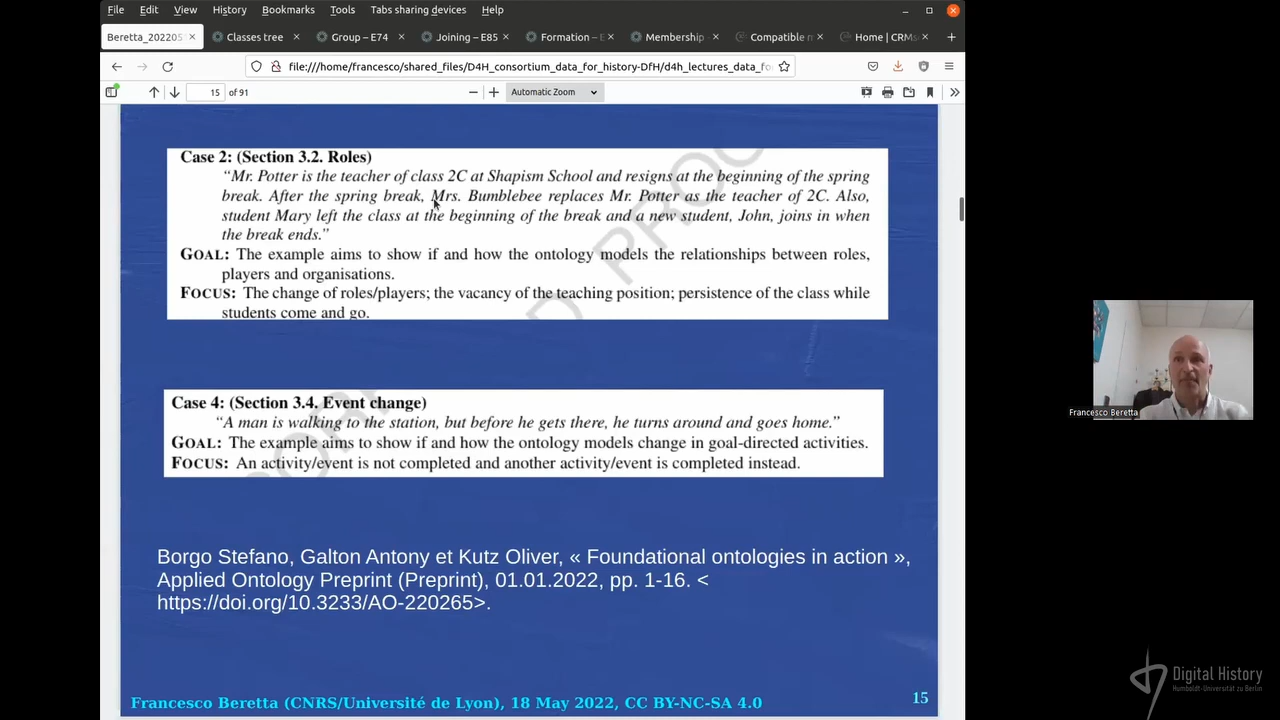 File Edit View History Bookmarks Tools Tabs sharing devices Help
Beretta_202205 Classes tree Group – E74 Joining – E85 Formation – E Membership Compatible m Home | CRMs
file:///home/francesco/shared_files/D4H_consortium_data_for_history-DfH/d4h_lectures_data_fo
15 of 91 Automatic Zoom
Case 2: (Section 3.2. Roles)
“Mr. Potter is the teacher of class 2C at Shapism School and resigns at the beginning of the spring
break. After the spring break, Mrs. Bumblebee replaces Mr. Potter as the teacher of 2C. Also,
student Mary left the class at the beginning of the break and a new student, John, joins in when
the break ends.”
GOAL: The example aims to show if and how the ontology models the relationships between roles,
players and organisations.
FOCUS: The change of roles/players; the vacancy of the teaching position; persistence of the class while
students come and go.
Case 4: (Section 3.4. Event change)
“A man is walking to the station, but before he gets there, he turns around and goes home.”
GOAL: The example aims to show if and how the ontology models change in goal-directed activities.
FOCUS: An activity/event is not completed and another activity/event is completed instead.
Borgo Stefano, Galton Antony et Kutz Oliver, « Foundational ontologies in action »,
Applied Ontology Preprint (Preprint), 01.01.2022, pp. 1-16. <
https://doi.org/10.3233/AO-220265>.
Francesco Beretta (CNRS/Université de Lyon), 18 May 2022, CC BY-NC-SA 4.0
15
Francesco Beretta
Digital History
Humboldt-Universität zu Berlin